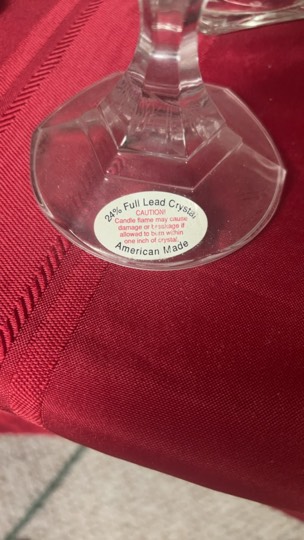 24% Full Lead Crystal
CAUTION!
Candle flame may cause
damage or breakage if
allowed to burn within
one inch of crystal.
American Made